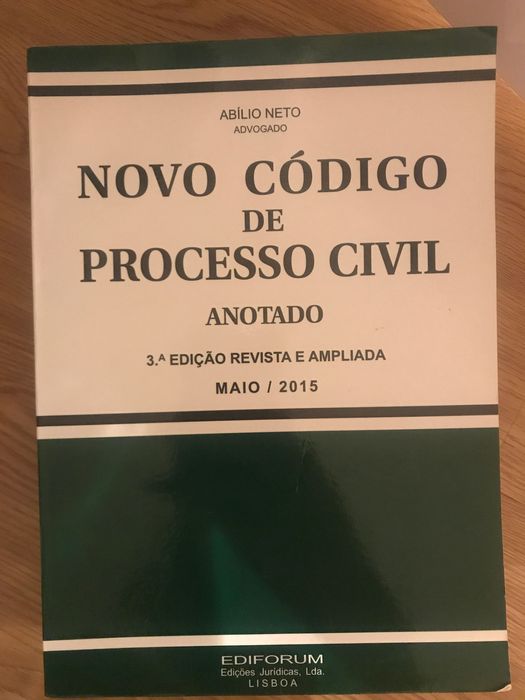 ABÍLIO NETO
ADVOGADO
NOVO CÓDIGO
DE
PROCESSO CIVIL
ANOTADO
3.ª EDIÇÃO REVISTA E AMPLIADA
MAIO / 2015
EDIFORUM
Edições Jurídicas, Lda.
LISBOA